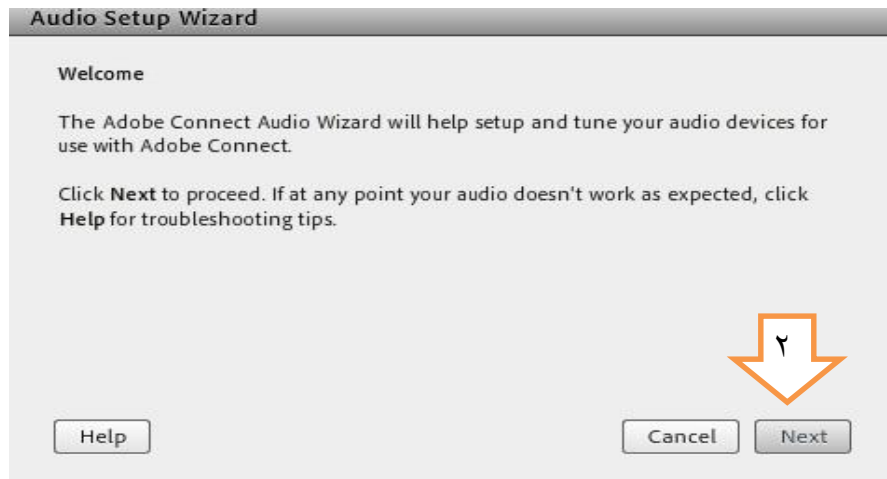 Audio Setup Wizard
Welcome
The Adobe Connect Audio Wizard will help setup and tune your audio devices for
use with Adobe Connect.
Click Next to proceed. If at any point your audio doesn't work as expected, click
Help for troubleshooting tips.
۲
Help Cancel Next